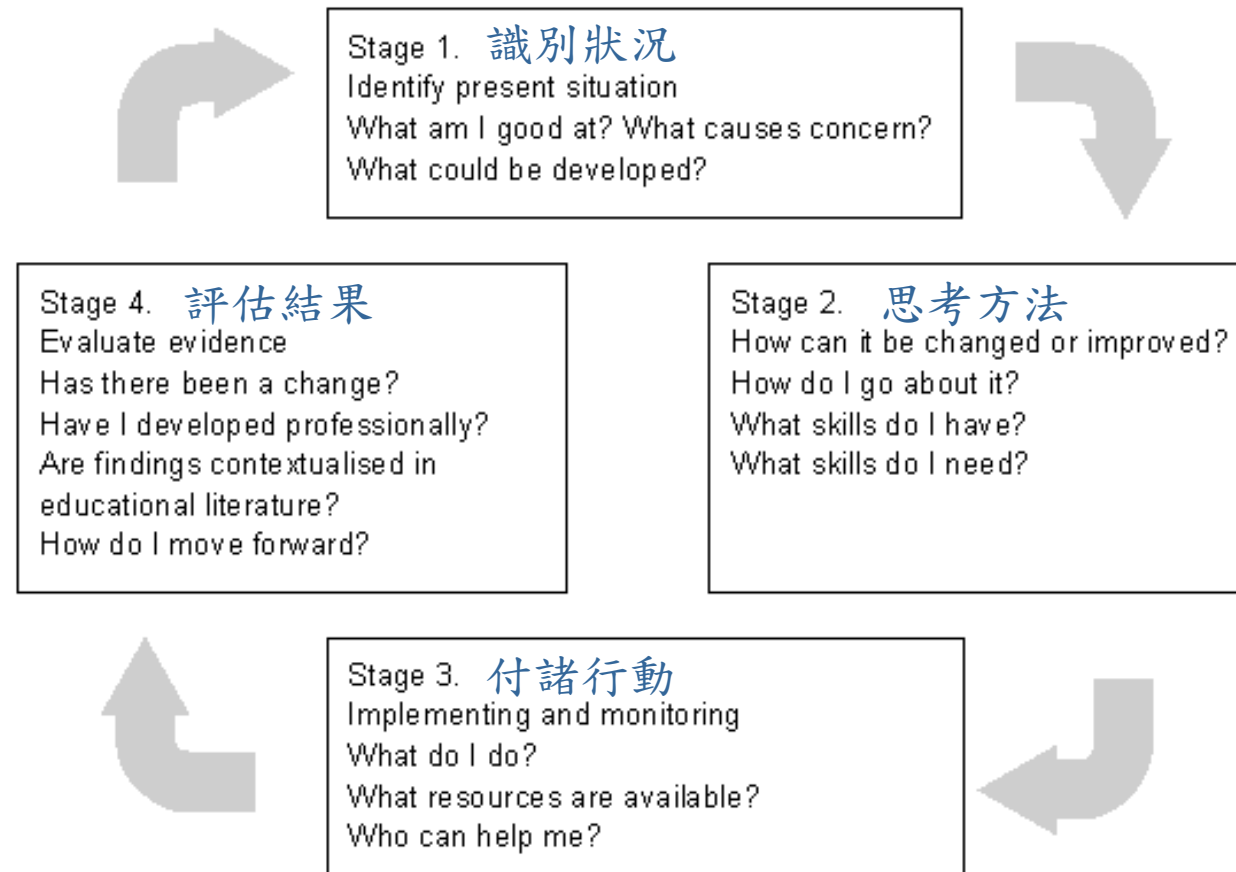 Stage 1. 識別狀況
Identify present situation
What am I good at? What causes concern?
What could be developed?
Stage 2. 思考方法
How can it be changed or improved?
How do I go about it?
What skills do I have?
What skills do I need?
Stage 3. 付諸行動
Implementing and monitoring
What do I do?
What resources are available?
Who can help me?
Stage 4. 評估結果
Evaluate evidence
Has there been a change?
Have I developed professionally?
Are findings contextualised in
educational literature?
How do I move forward?